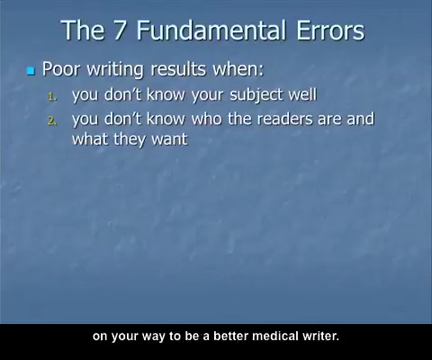 The 7 Fundamental Errors
Poor writing results when:
1. you don't know your subject well
2. you don't know who the readers are and
what they want
on your way to be a better medical writer.